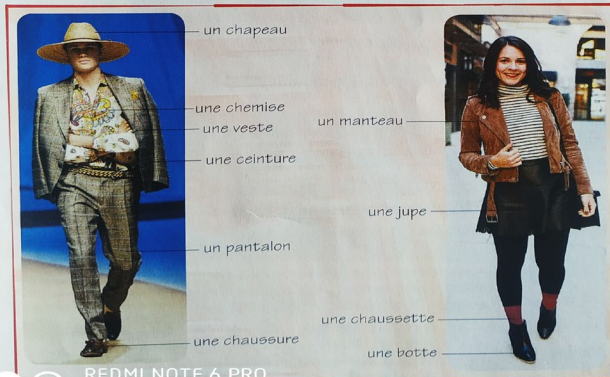 un chapeau
une chemise
une veste
une ceinture
un pantalon
une chaussure
un manteau
une jupe
une chaussette
une botte
REDMI NOTE 6 PRO